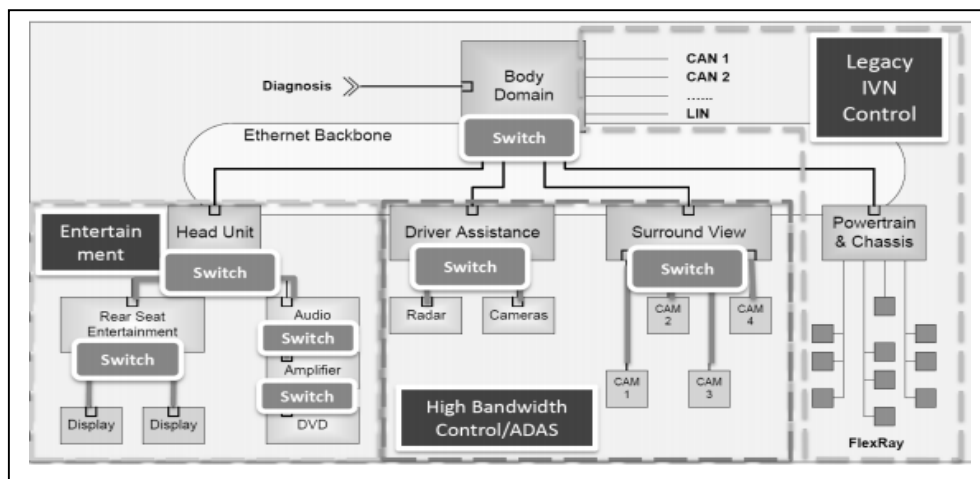 Diagnosis
Body
Domain
Switch
CAN 1
CAN 2
......
LIN
Legacy
IVN
Control
Ethernet Backbone
Entertain
ment
Head Unit
Switch
Rear Seat
Entertainment
Switch
Display
Display
Audio
Switch
Amplifier
Switch
DVD
Driver Assistance
Switch
Radar
Cameras
Surround View
Switch
CAM
2
CAM
4
CAM
1
CAM
3
High Bandwidth
Control/ADAS
Powertrain
& Chassis
FlexRay